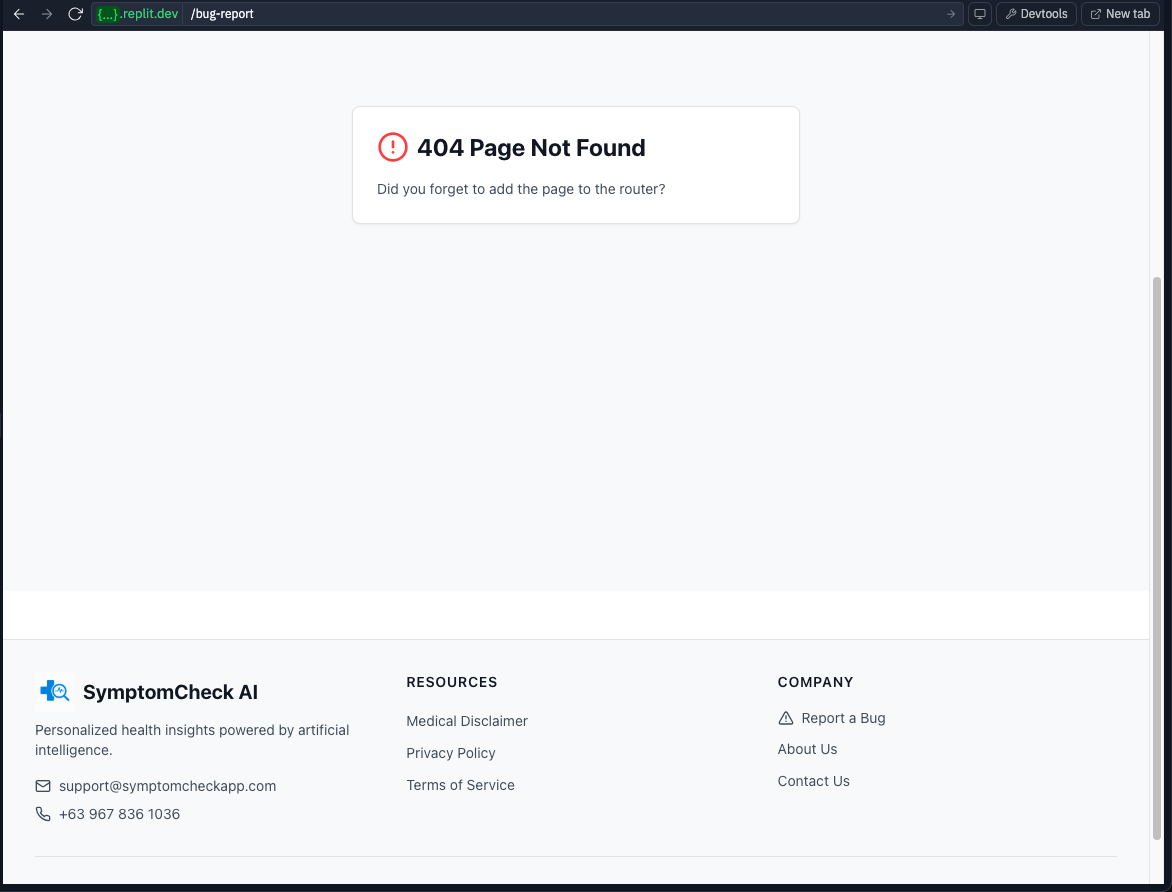 {...}.replit.dev /bug-report
Devtools
New tab
404 Page Not Found
Did you forget to add the page to the router?
SymptomCheck AI
Personalized health insights powered by artificial
intelligence.
support@symptomcheckapp.com
+63 967 836 1036
RESOURCES
Medical Disclaimer
Privacy Policy
Terms of Service
COMPANY
Report a Bug
About Us
Contact Us